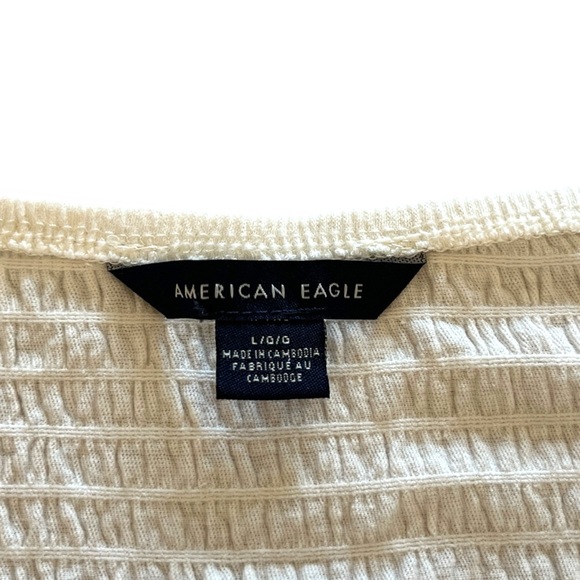 AMERICAN EAGLE
L/G/G
MADE IN CAMBODIA
FABRIQUÉ AU
CAMBODGE